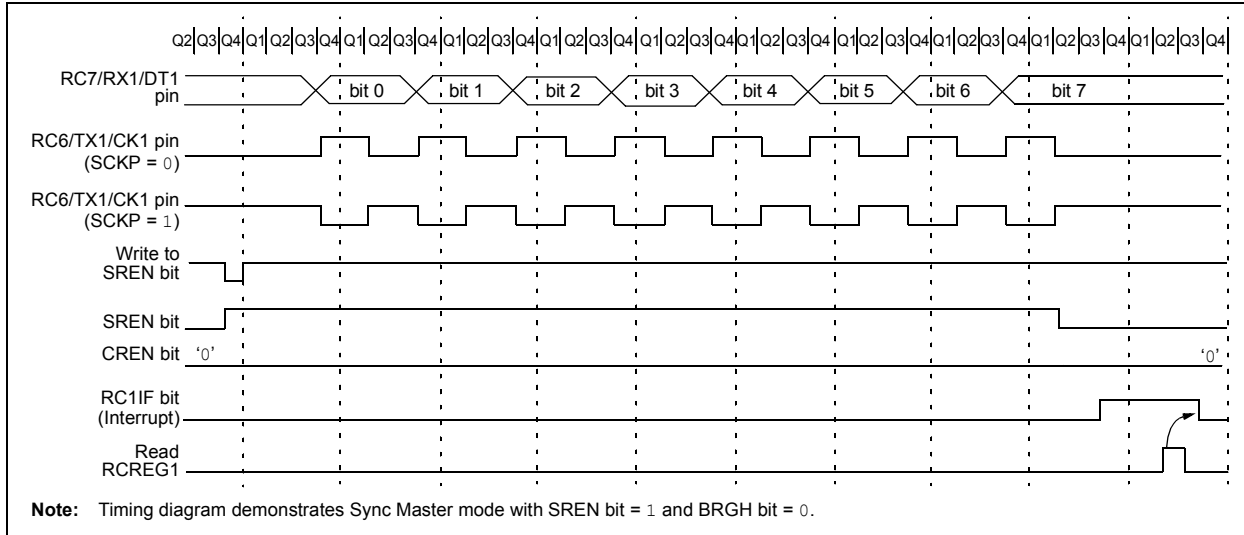 Q2 Q3 Q4 Q1 Q2 Q3 Q4 Q1 Q2 Q3 Q4 Q1 Q2 Q3 Q4 Q1 Q2 Q3 Q4 Q1 Q2 Q3 Q4 Q1 Q2 Q3 Q4 Q1 Q2 Q3 Q4 Q1 Q2 Q3 Q4 Q1 Q2 Q3 Q4 Q1 Q2 Q3 Q4
RC7/RX1/DT1
pin
bit 0 bit 1 bit 2 bit 3 bit 4 bit 5 bit 6 bit 7
RC6/TX1/CK1 pin
(SCKP = 0)
RC6/TX1/CK1 pin
(SCKP = 1)
Write to
SREN bit
SREN bit
CREN bit ‘0’ ‘0’
RC1IF bit
(Interrupt)
Read
RCREG1
Note: Timing diagram demonstrates Sync Master mode with SREN bit = 1 and BRGH bit = 0.